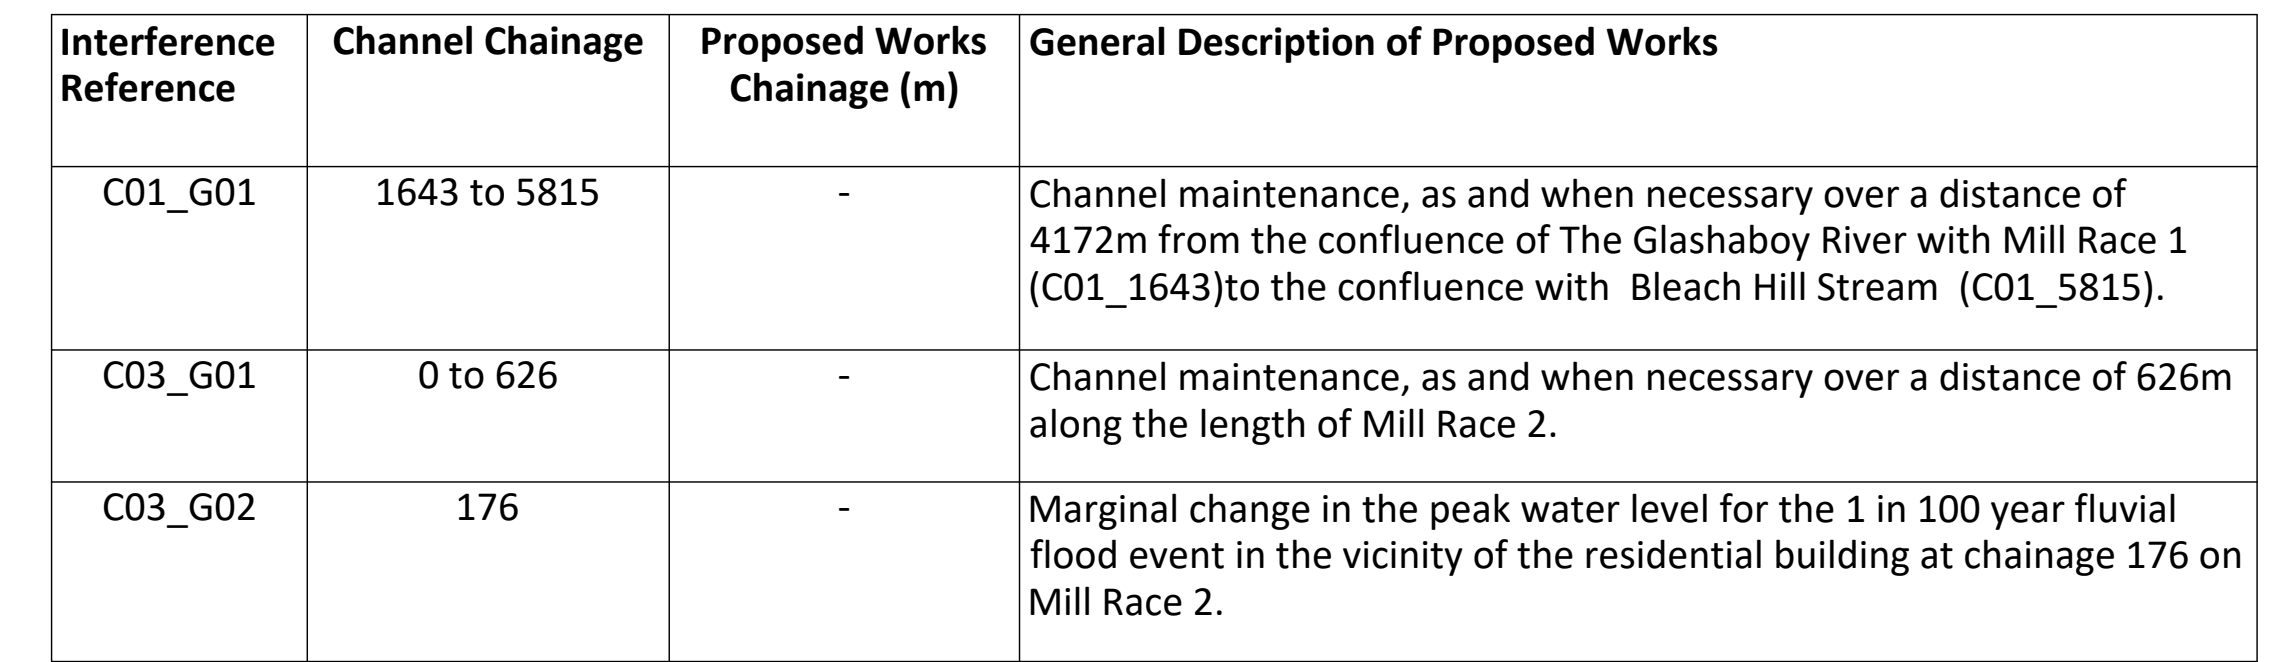 Interference Reference | Channel Chainage | Proposed Works Chainage (m) | General Description of Proposed Works
C01_G01 | 1643 to 5815 | - | Channel maintenance, as and when necessary over a distance of
4172m from the confluence of The Glashaboy River with Mill Race 1
(C01_1643)to the confluence with  Bleach Hill Stream  (C01_5815).
C03_G01 | 0 to 626 | - | Channel maintenance, as and when necessary over a distance of 626m
along the length of Mill Race 2.
C03_G02 | 176 | - | Marginal change in the peak water level for the 1 in 100 year fluvial
flood event in the vicinity of the residential building at chainage 176 on
Mill Race 2.